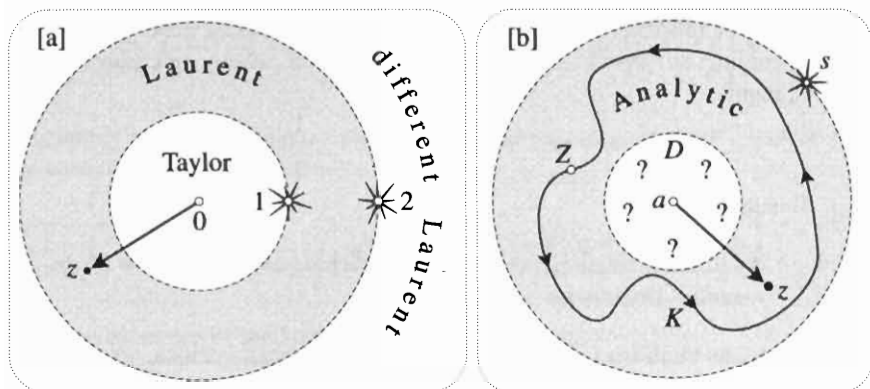 [a]
Laurent
different Laurent
Taylor
0
1
2
z
[b]
s
Analytic
Z
D
? ?
a
? ?
?
z
K